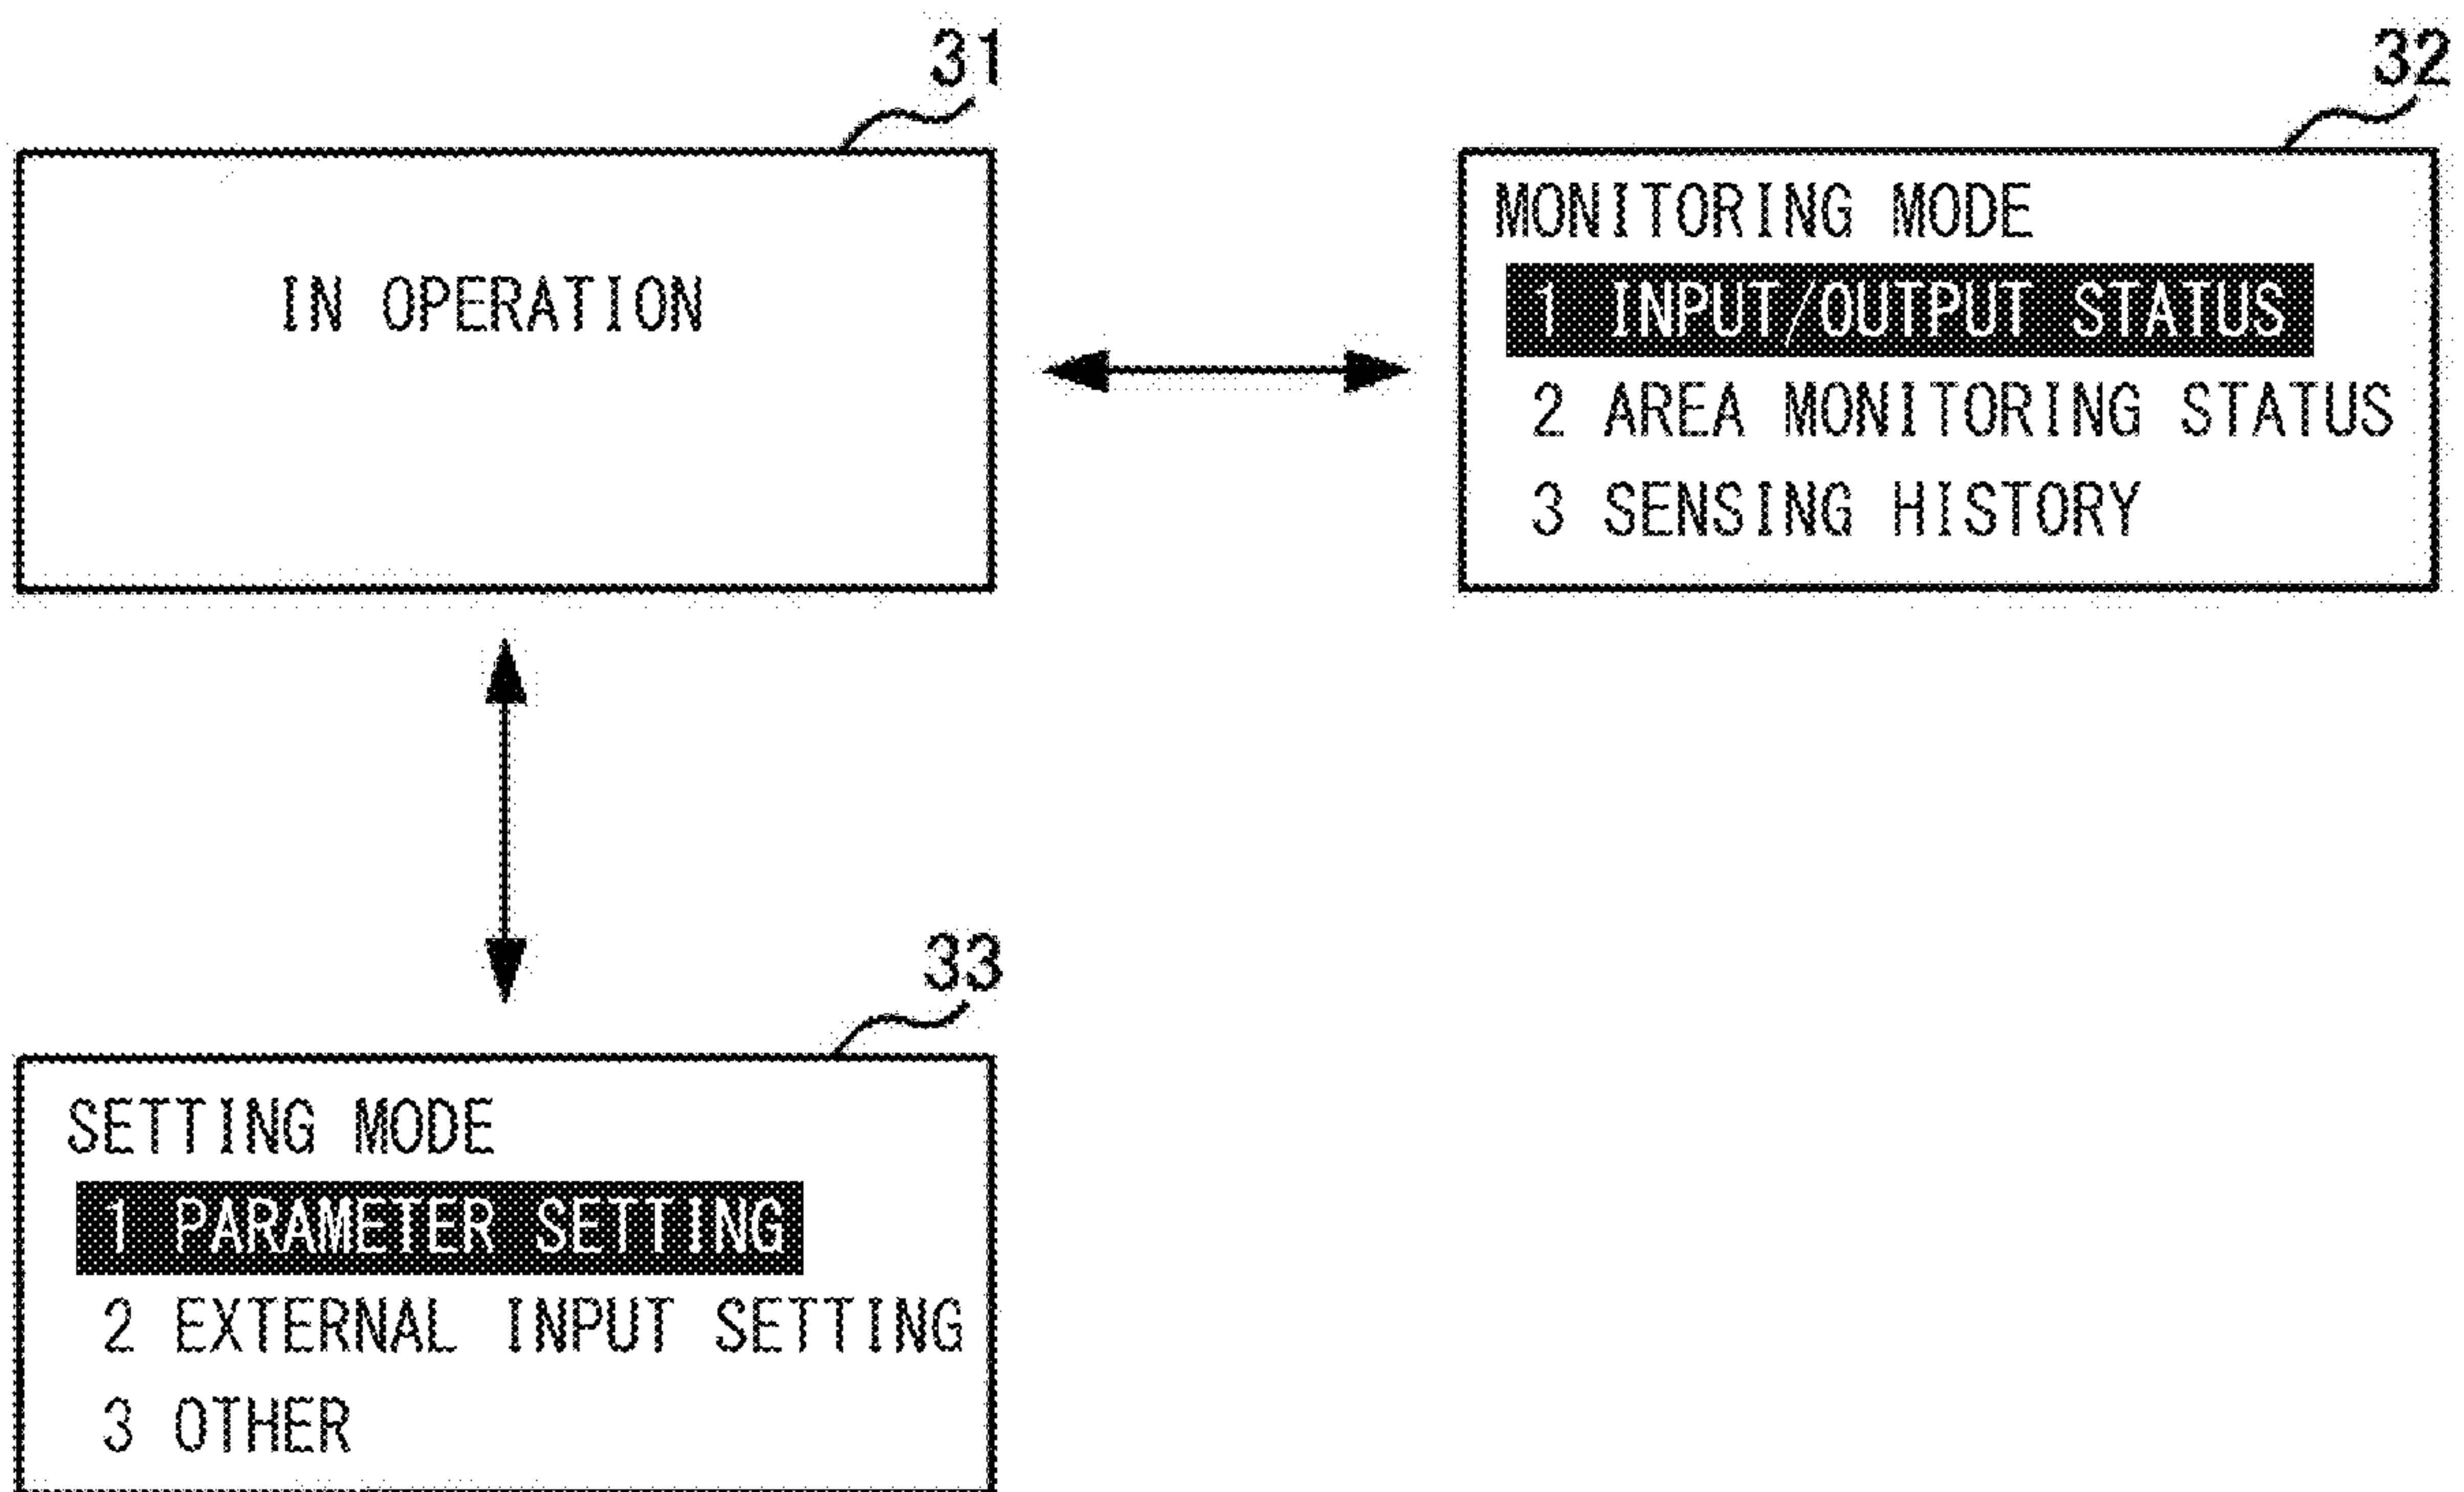 31
IN OPERATION
32
MONITORING MODE
1 INPUT/OUTPUT STATUS
2 AREA MONITORING STATUS
3 SENSING HISTORY
33
SETTING MODE
1 PARAMETER SETTING
2 EXTERNAL INPUT SETTING
3 OTHER